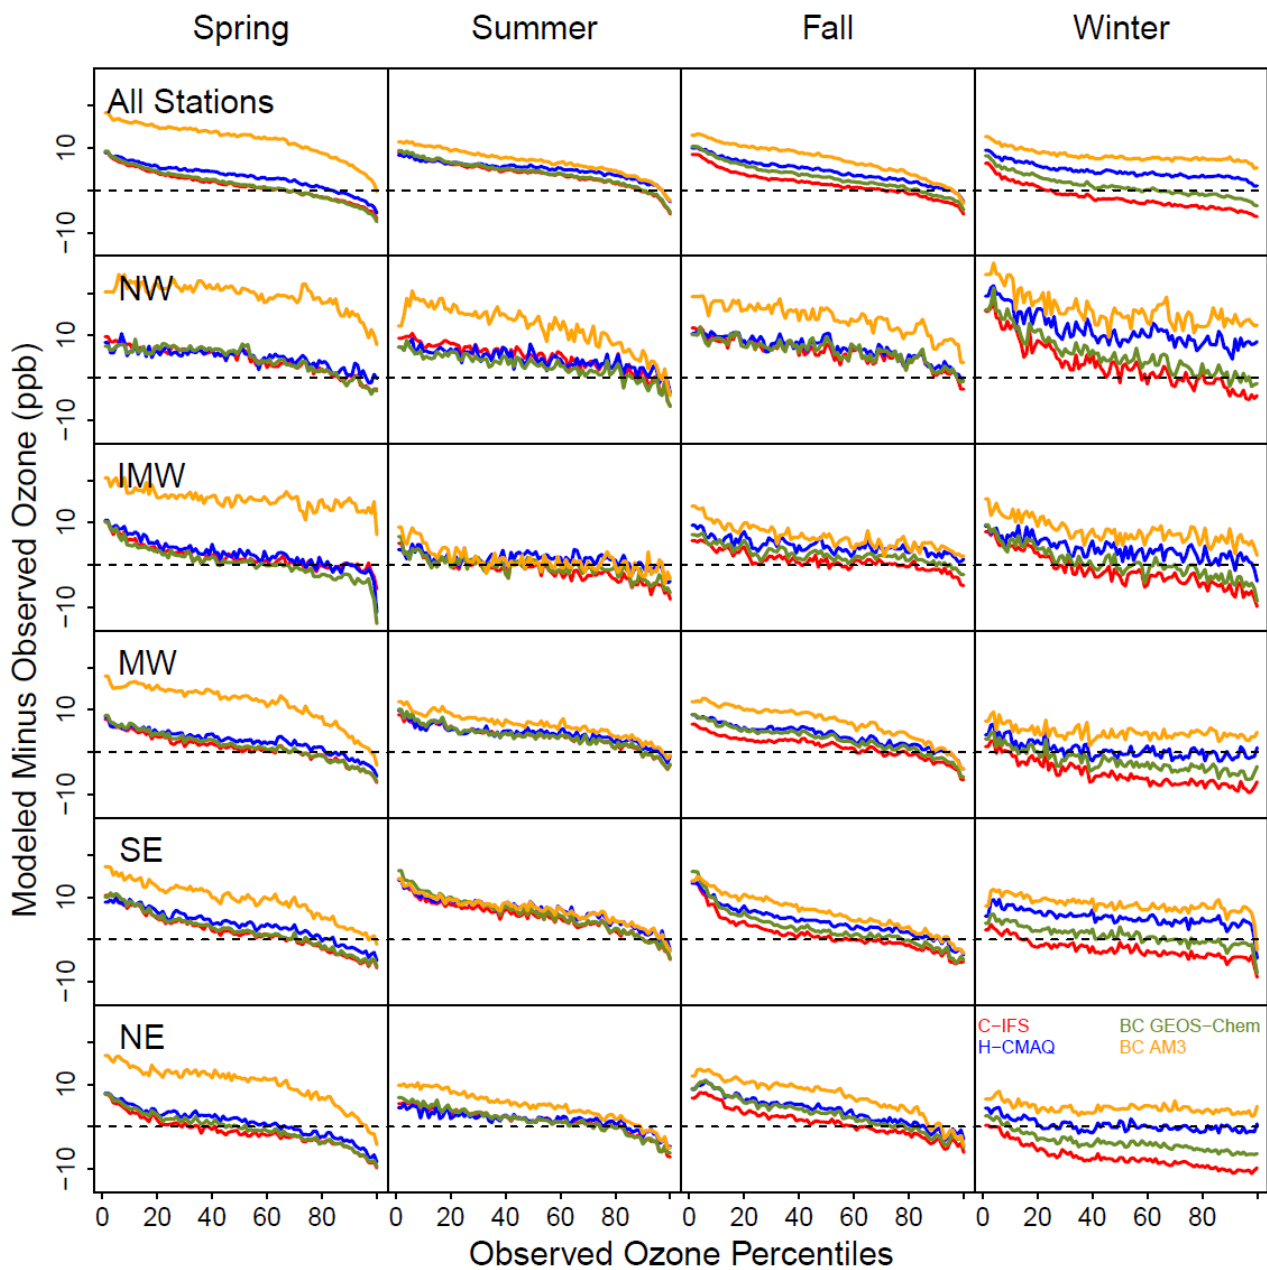 Spring Summer Fall Winter
All Stations
10
−10
NW
10
−10
IMW
10
−10
MW
10
−10
SE
10
−10
NE
10
−10
C−IFS BC GEOS−Chem
H−CMAQ BC AM3
0 20 40 60 80 0 20 40 60 80 0 20 40 60 80 0 20 40 60 80
Modeled Minus Observed Ozone (ppb)
Observed Ozone Percentiles